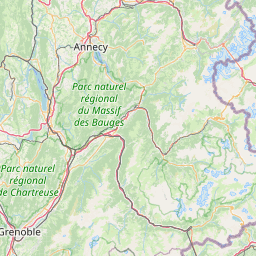 Annecy
Parc naturel
régional
du Massif
des Bauges
Parc naturel
régional
de Chartreuse
Grenoble